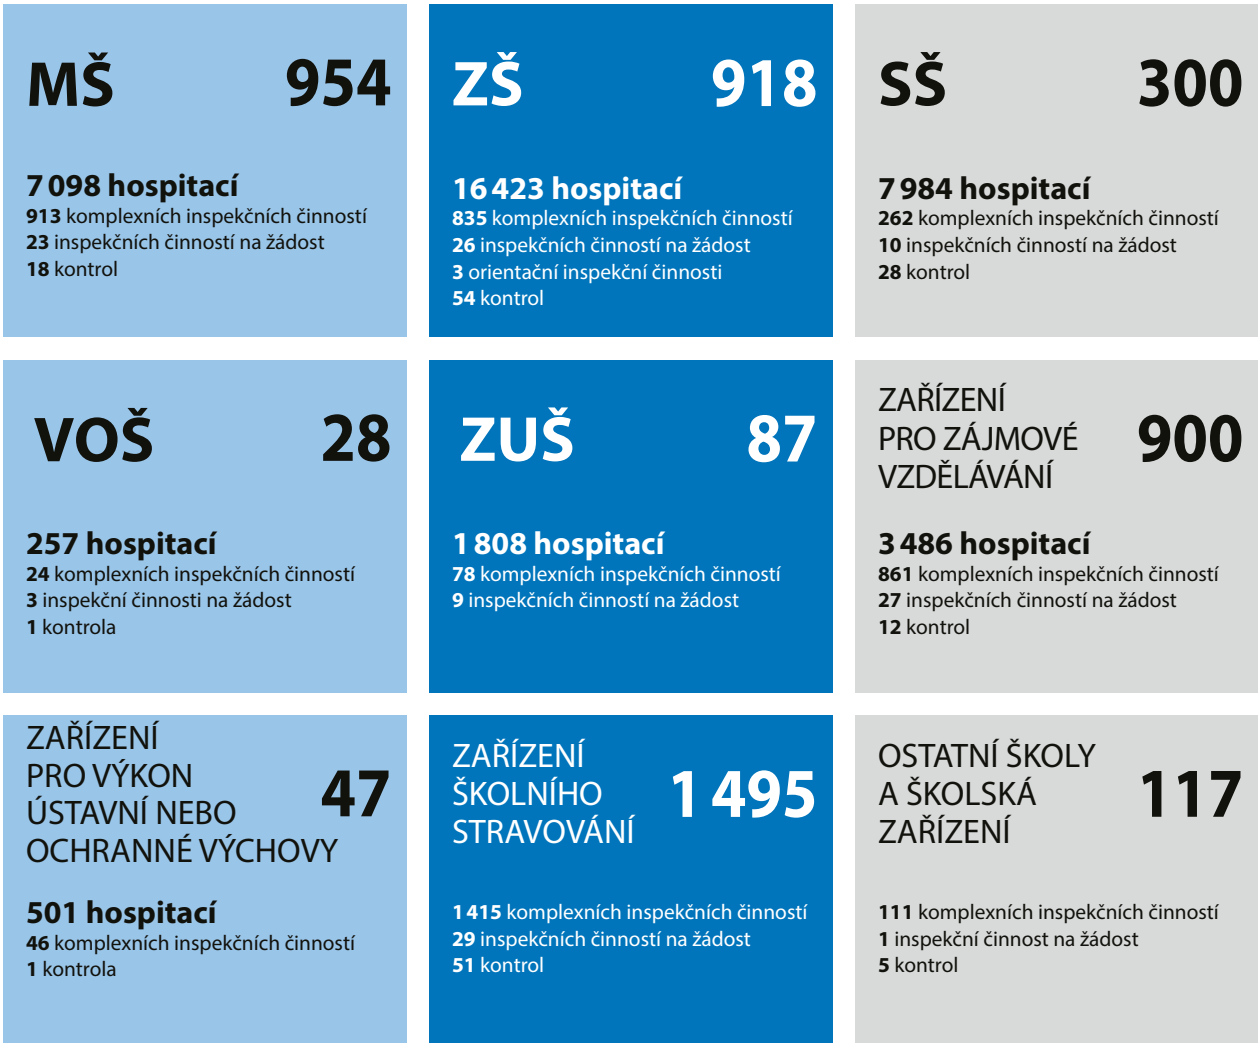 MŠ 954
7 098 hospitací
913 komplexních inspekčních činností
23 inspekčních činností na žádost
18 kontrol
ZŠ 918
16 423 hospitací
835 komplexních inspekčních činností
26 inspekčních činností na žádost
3 orientační inspekční činnosti
54 kontrol
SŠ 300
7 984 hospitací
262 komplexních inspekčních činností
10 inspekčních činností na žádost
28 kontrol
VOŠ 28
257 hospitací
24 komplexních inspekčních činností
3 inspekční činnosti na žádost
1 kontrola
ZUŠ 87
1 808 hospitací
78 komplexních inspekčních činností
9 inspekčních činností na žádost
ZAŘÍZENÍ
PRO ZÁJMOVÉ
VZDĚLÁVÁNÍ
900
3 486 hospitací
861 komplexních inspekčních činností
27 inspekčních činností na žádost
12 kontrol
ZAŘÍZENÍ
PRO VÝKON
ÚSTAVNÍ NEBO
OCHRANNÉ VÝCHOVY
47
501 hospitací
46 komplexních inspekčních činností
1 kontrola
ZAŘÍZENÍ
ŠKOLNÍHO
STRAVOVÁNÍ
1 495
1 415 komplexních inspekčních činností
29 inspekčních činností na žádost
51 kontrol
OSTATNÍ ŠKOLY
A ŠKOLSKÁ
ZAŘÍZENÍ
117
111 komplexních inspekčních činností
1 inspekční činnost na žádost
5 kontrol